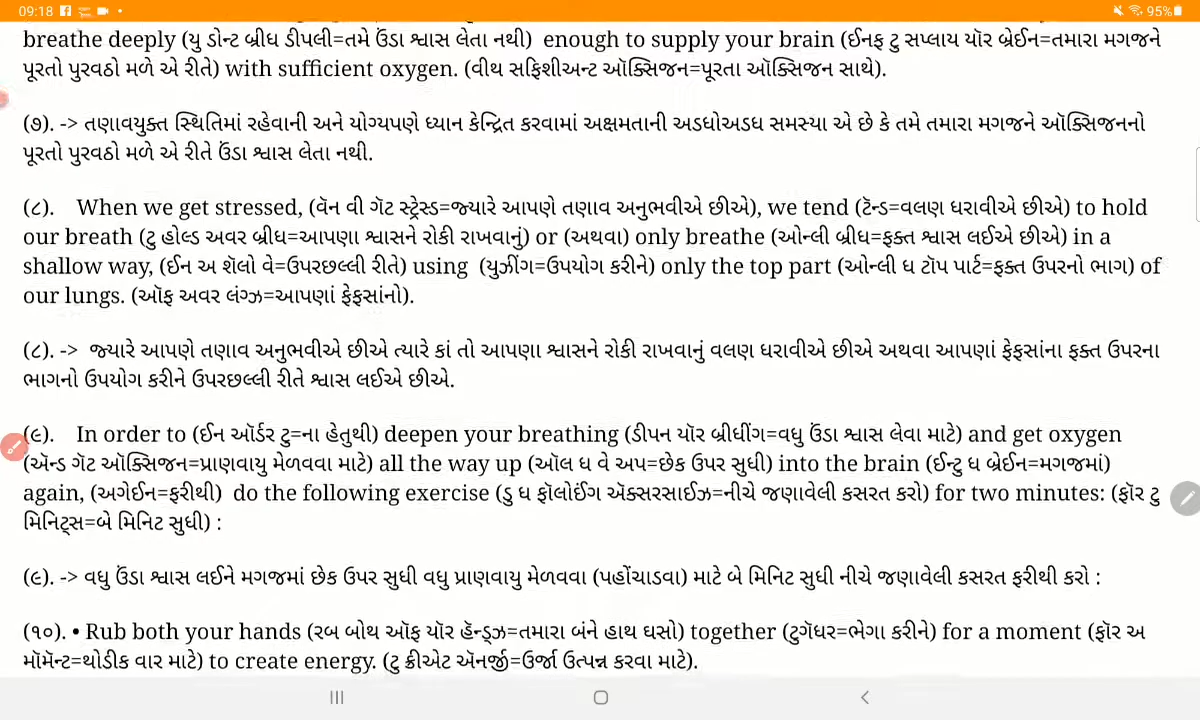 09:18
95%
breathe deeply (યુ ડોન્ટ બ્રીધ ડીપલી=તમે ઉંડા શ્વાસ લેતા નથી) enough to supply your brain (ઈનફ ટુ સપ્લાય યૉર બ્રેઈન=તમારા મગજને
પૂરતો પુરવઠો મળે એ રીતે) with sufficient oxygen. (વીથ સફિશીઅન્ટ ઑક્સિજન=પૂરતા ઑક્સિજન સાથે).
(૭). -> તણાવયુક્ત સ્થિતિમાં રહેવાની અને યોગ્યપણે ધ્યાન કેન્દ્રિત કરવામાં અક્ષમતાની અડધોઅડધ સમસ્યા એ છે કે તમે તમારા મગજને ઑક્સિજનનો
પૂરતો પુરવઠો મળે એ રીતે ઉંડા શ્વાસ લેતા નથી.
(૮). When we get stressed, (વૅન વી ગૅટ સ્ટ્રેસ્ડ=જ્યારે આપણે તણાવ અનુભવીએ છીએ), we tend (ટૅન્ડ=વલણ ધરાવીએ છીએ) to hold
our breath (ટુ હોલ્ડ અવર બ્રીધ=આપણા શ્વાસને રોકી રાખવાનું) or (અથવા) only breathe (ઓન્લી બ્રીધ=ફક્ત શ્વાસ લઈએ છીએ) in a
shallow way, (ઈન અ શૅલો વે=ઉપરછલ્લી રીતે) using (યુઝીંગ=ઉપયોગ કરીને) only the top part (ઓન્લી ધ ટૉપ પાર્ટ=ફક્ત ઉપરનો ભાગ) of
our lungs. (ઑફ અવર લંગ્ઝ=આપણાં ફેફસાંનો).
(૮). -> જ્યારે આપણે તણાવ અનુભવીએ છીએ ત્યારે કાં તો આપણા શ્વાસને રોકી રાખવાનું વલણ ધરાવીએ છીએ અથવા આપણાં ફેફસાંના ફક્ત ઉપરના
ભાગનો ઉપયોગ કરીને ઉપરછલ્લી રીતે શ્વાસ લઈએ છીએ.
(૯). In order to (ઈન ઑર્ડર ટુ=ના હેતુથી) deepen your breathing (ડીપન યૉર બ્રીધીંગ=વધુ ઉંડા શ્વાસ લેવા માટે) and get oxygen
(ઍન્ડ ગૅટ ઑક્સિજન=પ્રાણવાયુ મેળવવા માટે) all the way up (ઑલ ધ વે અપ=છેક ઉપર સુધી) into the brain (ઈન્ટુ ધ બ્રેઈન=મગજમાં)
again, (અગેઈન=ફરીથી) do the following exercise (ડુ ધ ફૉલોઈંગ ઍક્સરસાઈઝ=નીચે જણાવેલી કસરત કરો) for two minutes: (ફૉર ટુ
મિનિટ્સ=બે મિનિટ સુધી) :
(૯). -> વધુ ઉંડા શ્વાસ લઈને મગજમાં છેક ઉપર સુધી વધુ પ્રાણવાયુ મેળવવા (પહોંચાડવા) માટે બે મિનિટ સુધી નીચે જણાવેલી કસરત ફરીથી કરો :
(૧૦). • Rub both your hands (રબ બોથ ઑફ યૉર હૅન્ડ્ઝ=તમારા બંને હાથ ઘસો) together (ટુગૅધર=ભેગા કરીને) for a moment (ફૉર અ
મૉમૅન્ટ=થોડીક વાર માટે) to create energy. (ટુ ક્રીએટ ઍનર્જી=ઉર્જા ઉત્પન્ન કરવા માટે).